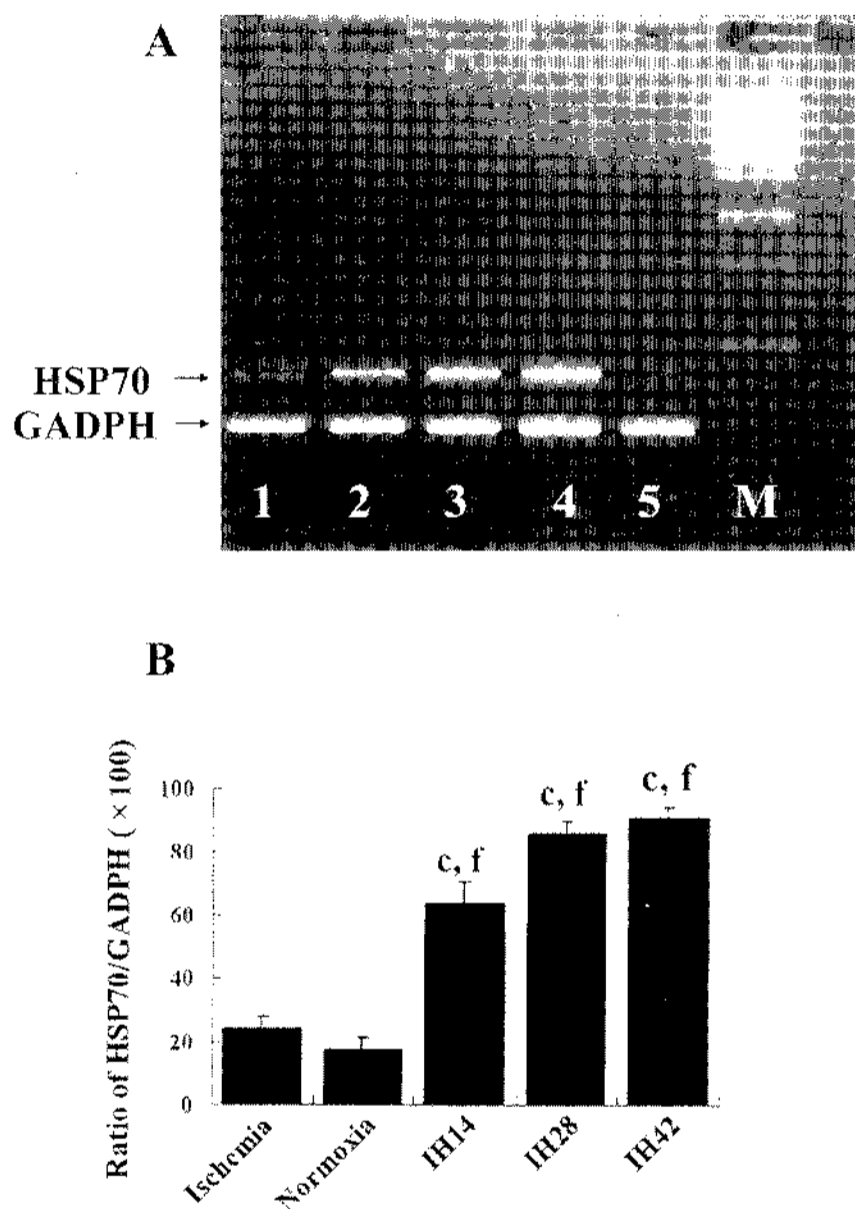 A
HSP70 →
GADPH →
1 2 3 4 5 M
B
Ratio of HSP70/GADPH (×100)
100
80
60
40
20
0
c, f
c, f
c, f
Ischemia
Normoxia
IH14
IH28
IH42